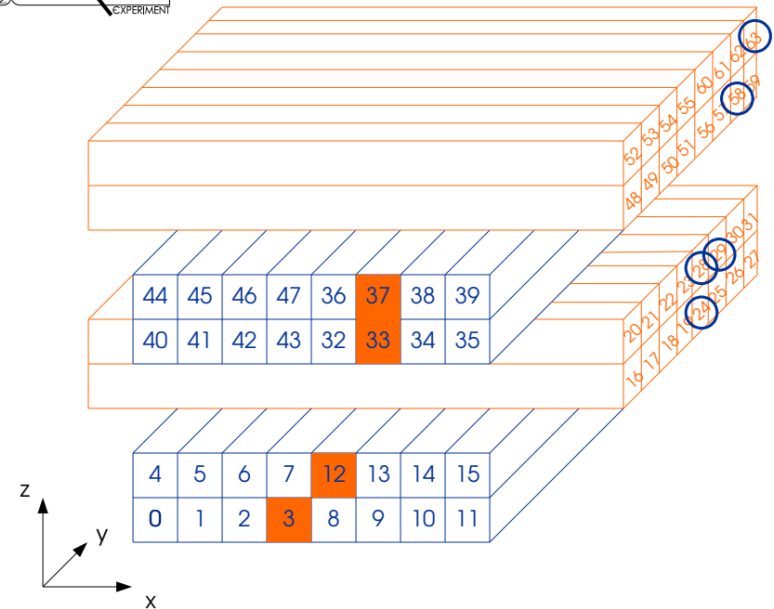 EXPERIMENT
52 53 54 55 60 61 62 63
48 49 50 51 56 57 58 59
44 45 46 47 36 37 38 39
40 41 42 43 32 33 34 35
20 21 22 23 28 29 30 31
16 17 18 19 24 25 26 27
4 5 6 7 12 13 14 15
0 1 2 3 8 9 10 11
z
y
x